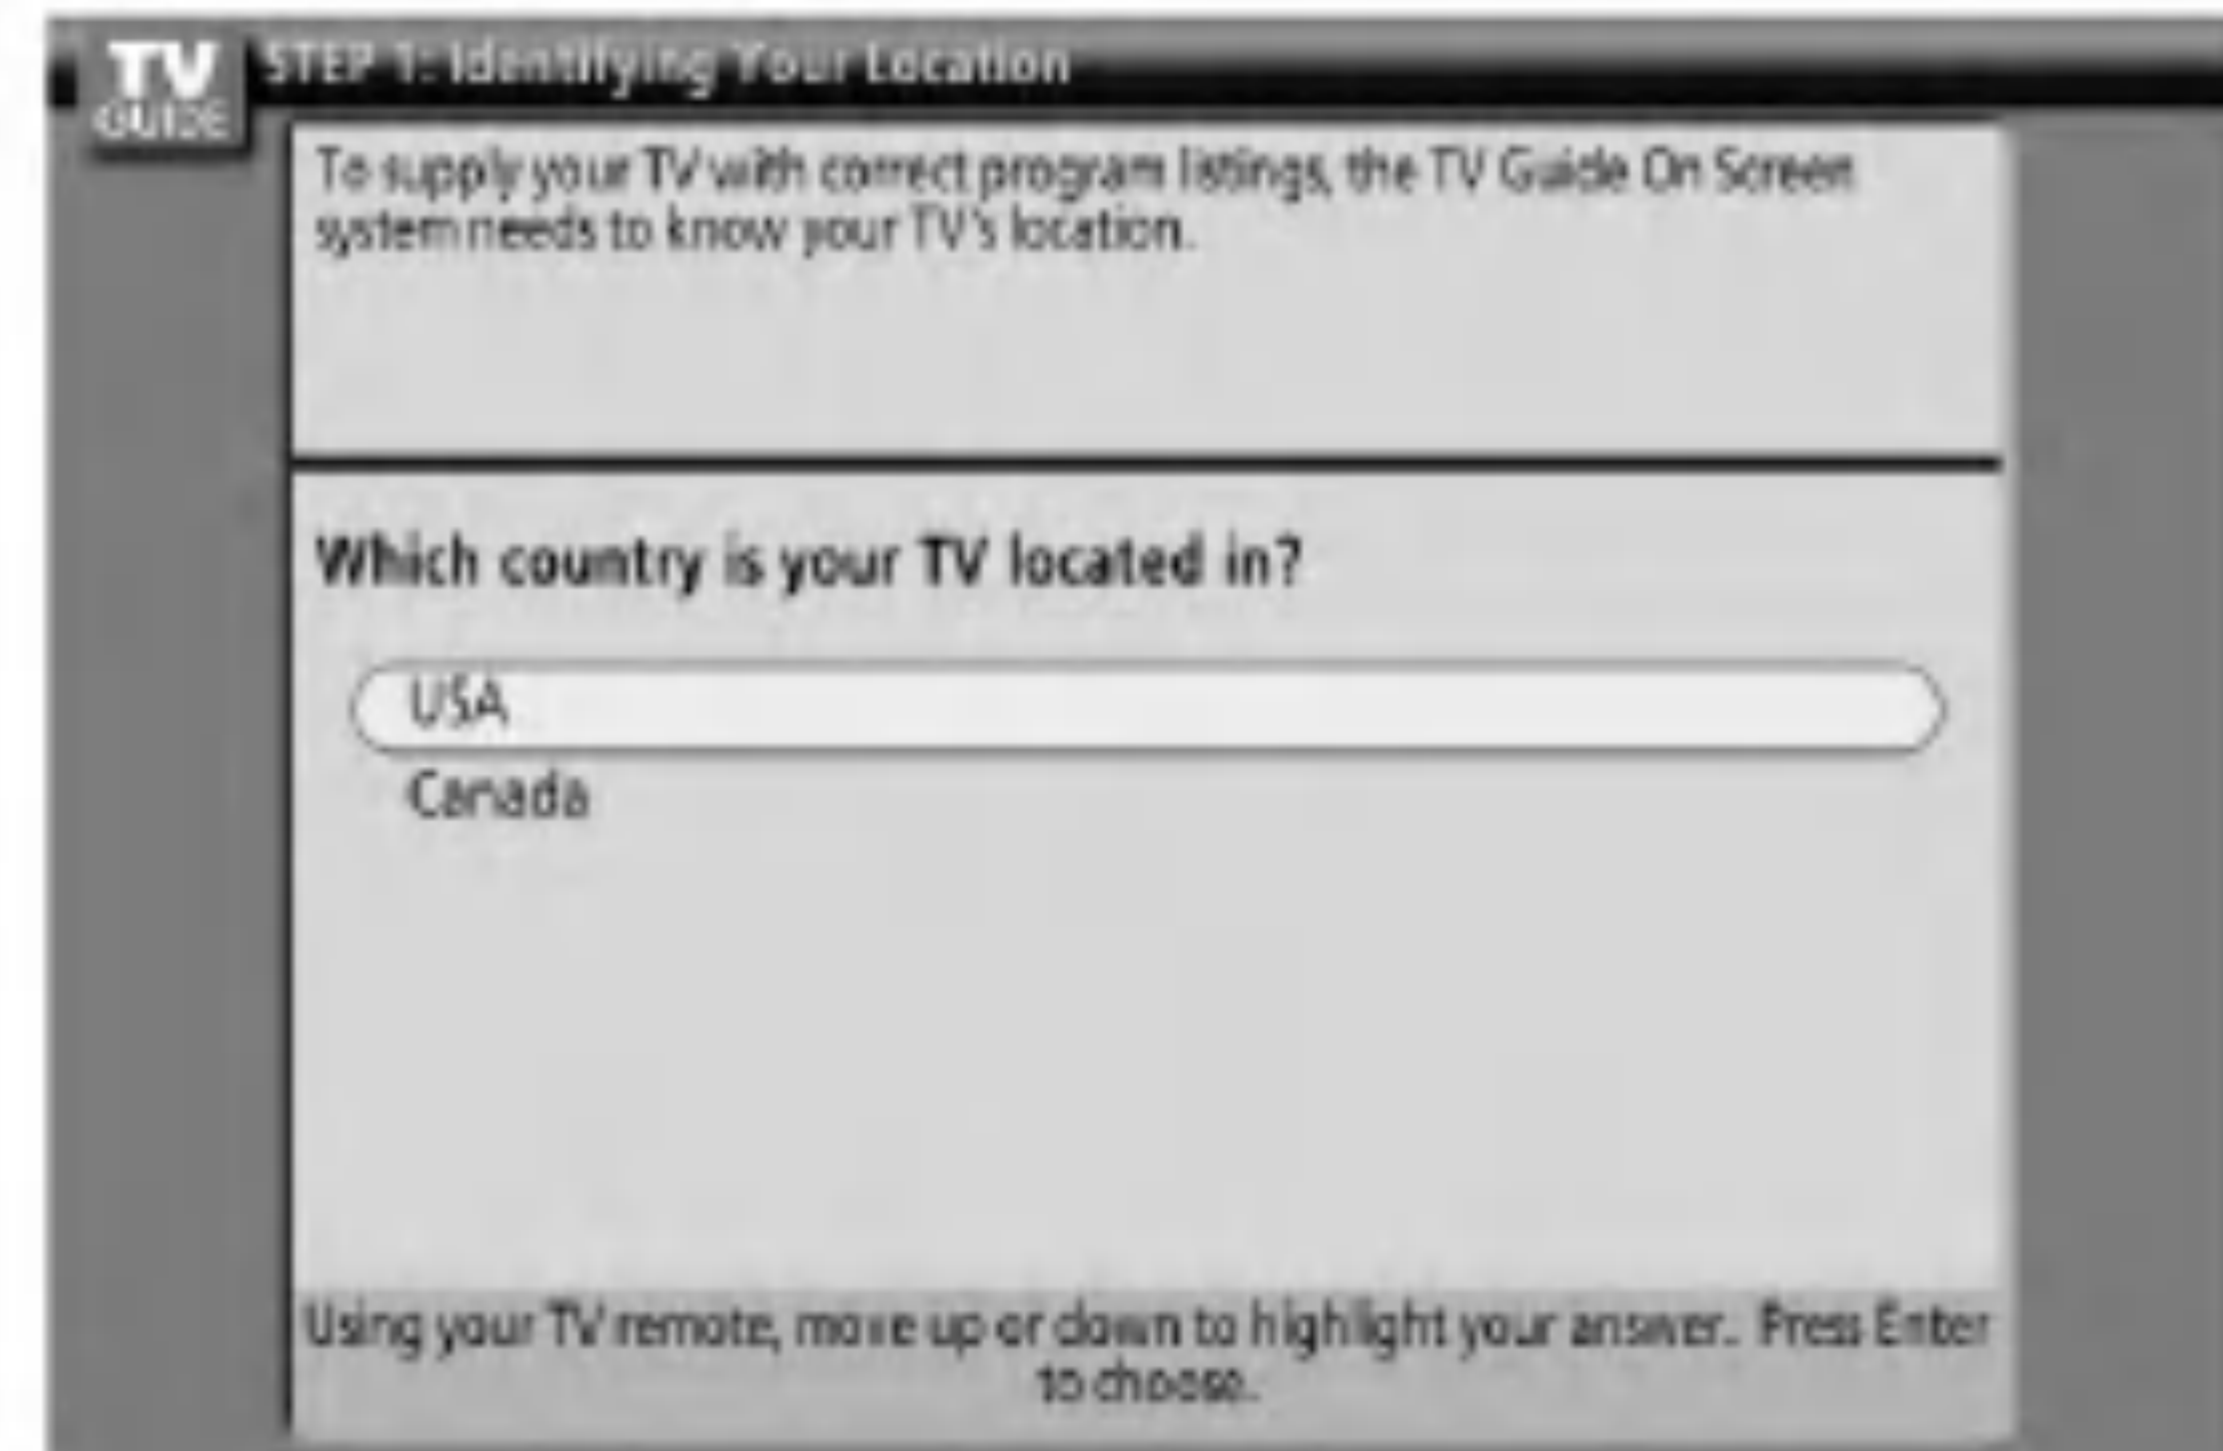 TV
GUIDE
STEP 1: Identifying Your Location
To supply your TV with correct program listings, the TV Guide On Screen
system needs to know your TV's location.
Which country is your TV located in?
USA
Canada
Using your TV remote, move up or down to highlight your answer. Press Enter
to choose.